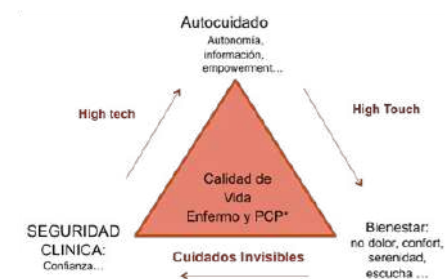 Autocuidado
Autonomía,
información,
empowerment...
High tech
High Touch
Calidad de
Vida
Enfermo y PCP*
SEGURIDAD
CLINICA:
Confianza...
Cuidados Invisibles
Bienestar:
no dolor, confort,
serenidad,
escucha ...